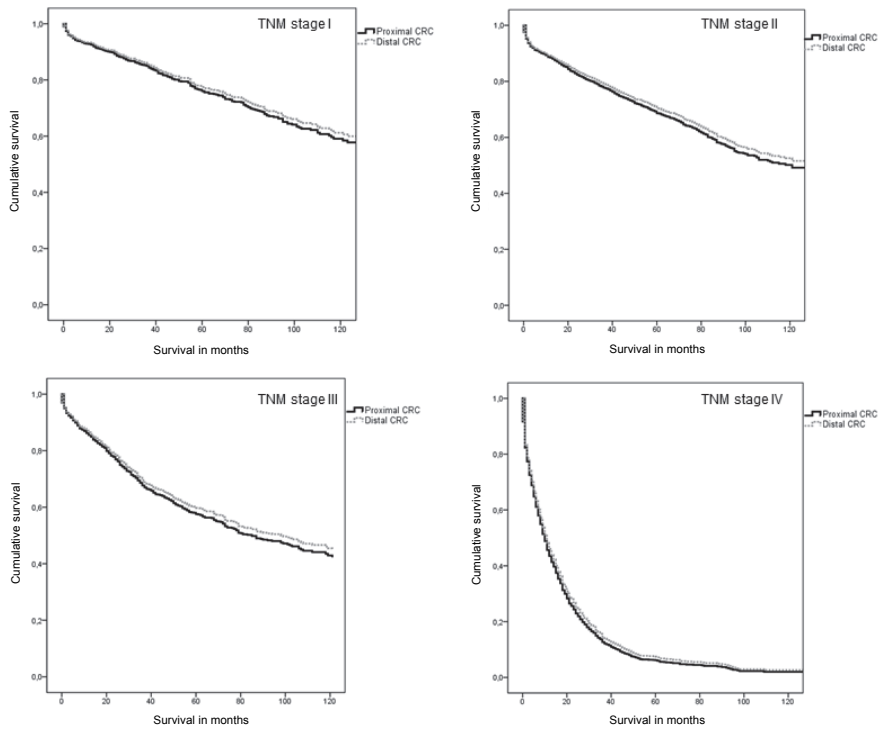 TNM stage I
Proximal CRC
Distal CRC
Cumulative survival
1,0
0,8
0,6
0,4
0,2
0,0
0 20 40 60 80 100 120
Survival in months
TNM stage II
Proximal CRC
Distal CRC
Cumulative survival
1,0
0,8
0,6
0,4
0,2
0,0
0 20 40 60 80 100 120
Survival in months
TNM stage III
Proximal CRC
Distal CRC
Cumulative survival
1,0
0,8
0,6
0,4
0,2
0,0
0 20 40 60 80 100 120
Survival in months
TNM stage IV
Proximal CRC
Distal CRC
Cumulative survival
1,0
0,8
0,6
0,4
0,2
0,0
0 20 40 60 80 100 120
Survival in months